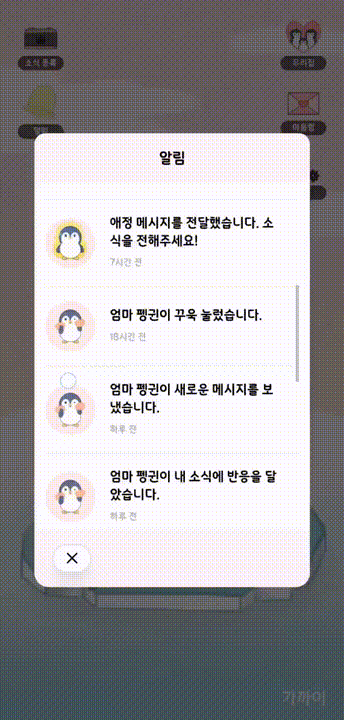 소식 등록
우리집
알림
마음함
알림
애정 메시지를 전달했습니다. 소
식을 전해주세요!
7시간 전
엄마 펭귄이 꾸욱 눌렀습니다.
18시간 전
엄마 펭귄이 새로운 메시지를 보
냈습니다.
하루 전
엄마 펭귄이 내 소식에 반응을 달
았습니다.
하루 전
가까이